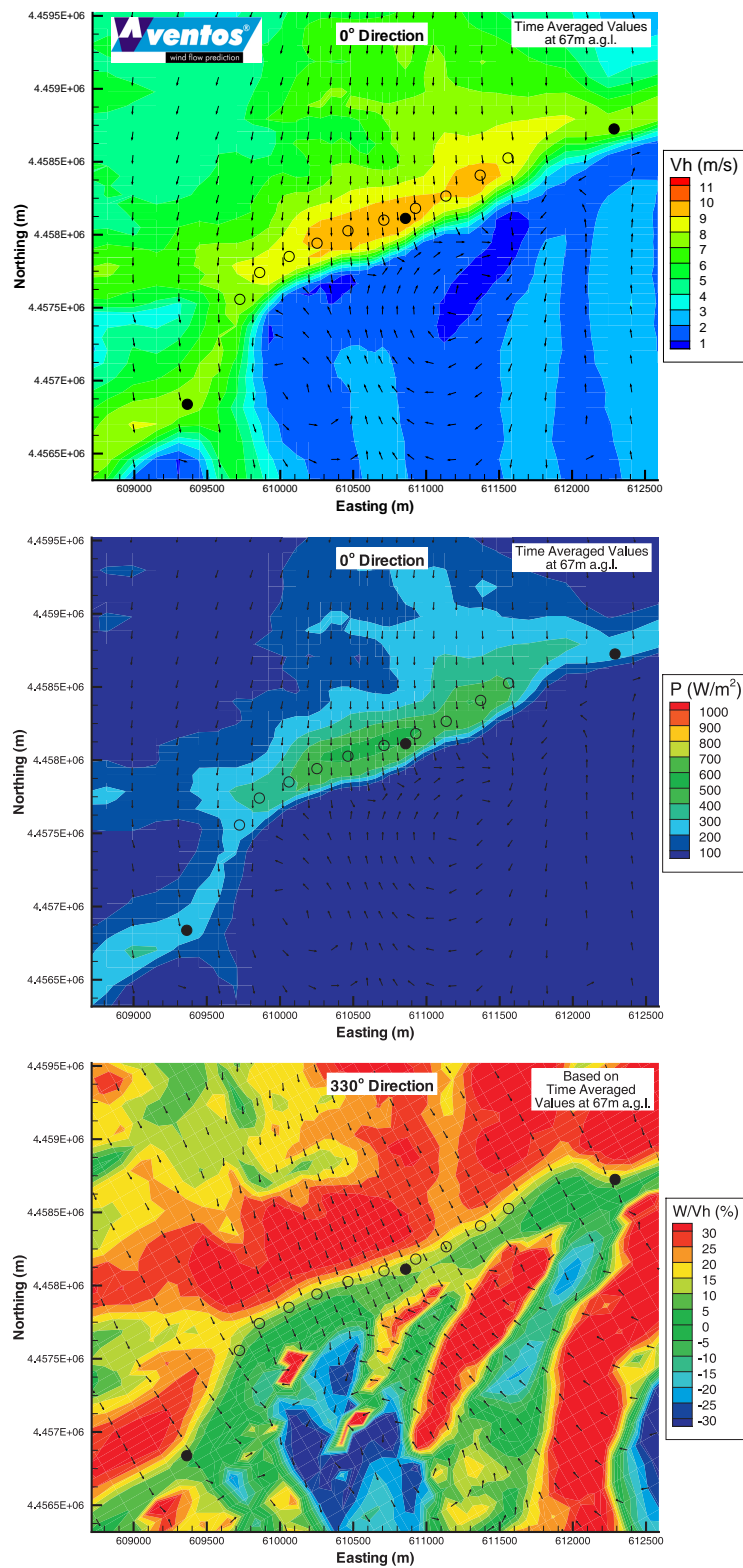 ventos®
wind flow prediction
0° Direction
Time Averaged Values
at 67m a.g.l.
4.4595E+06
4.459E+06
4.4585E+06
4.458E+06
4.4575E+06
4.457E+06
4.4565E+06
Northing (m)
609000 609500 610000 610500 611000 611500 612000 612500
Easting (m)
Vh (m/s)
11
10
9
8
7
6
5
4
3
2
1
0° Direction
Time Averaged Values
at 67m a.g.l.
4.4595E+06
4.459E+06
4.4585E+06
4.458E+06
4.4575E+06
4.457E+06
4.4565E+06
Northing (m)
609000 609500 610000 610500 611000 611500 612000 612500
Easting (m)
P (W/m²)
1000
900
800
700
600
500
400
300
200
100
330° Direction
Based on
Time Averaged
Values at 67m a.g.l.
4.4595E+06
4.459E+06
4.4585E+06
4.458E+06
4.4575E+06
4.457E+06
4.4565E+06
Northing (m)
609000 609500 610000 610500 611000 611500 612000 612500
Easting (m)
W/Vh (%)
30
25
20
15
10
5
0
-5
-10
-15
-20
-25
-30